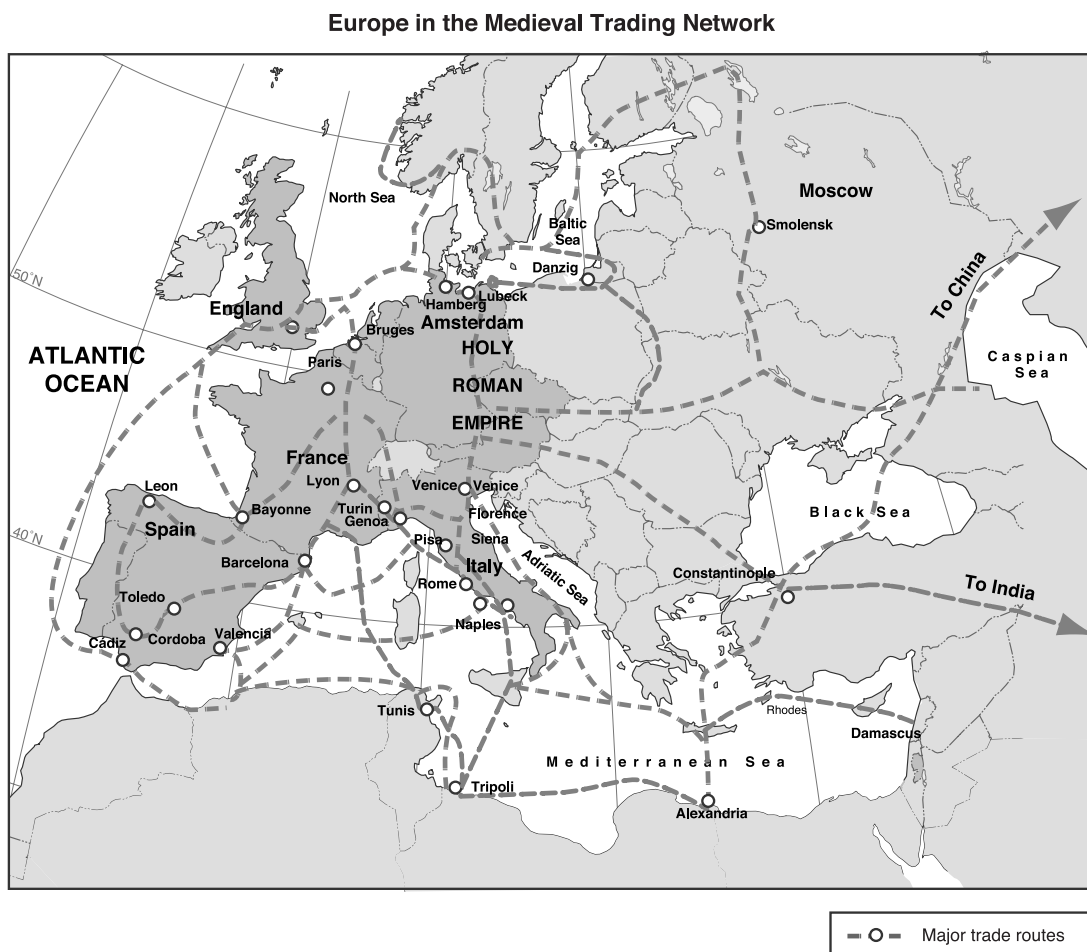 Europe in the Medieval Trading Network
North Sea
Moscow
Smolensk
Baltic
Sea
Danzig
50°N
Hamberg
Lubeck
To China
England
Bruges
Amsterdam
HOLY
ATLANTIC
OCEAN
Paris
Caspian
Sea
ROMAN
EMPIRE
France
Leon
Lyon
Venice
Venice
Spain
Bayonne
Turin
Genoa
Florence
Black Sea
40°N
Pisa
Siena
Barcelona
Italy
Adriatic Sea
Constantinople
Rome
To India
Toledo
Naples
Cádiz
Cordoba
Valencia
Tunis
Rhodes
Damascus
Mediterranean Sea
Tripoli
Alexandria
Major trade routes